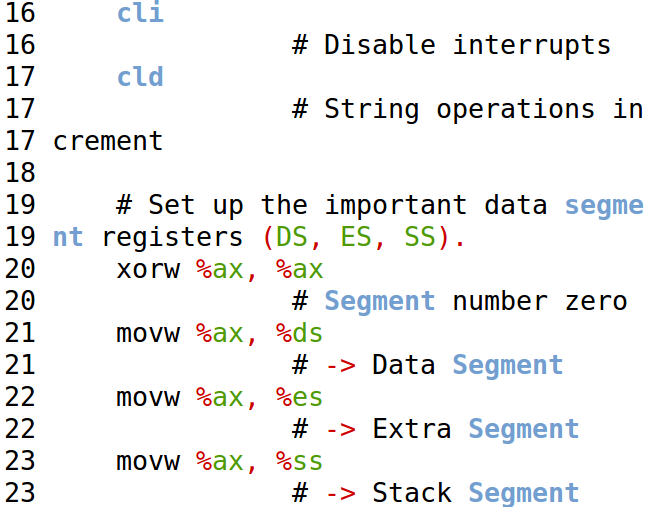 16     cli
16                # Disable interrupts
17     cld
17                # String operations in
17 crement
18
19     # Set up the important data segme
19 nt registers (DS, ES, SS).
20     xorw %ax, %ax
20                # Segment number zero
21     movw %ax, %ds
21                # -> Data Segment
22     movw %ax, %es
22                # -> Extra Segment
23     movw %ax, %ss
23                # -> Stack Segment